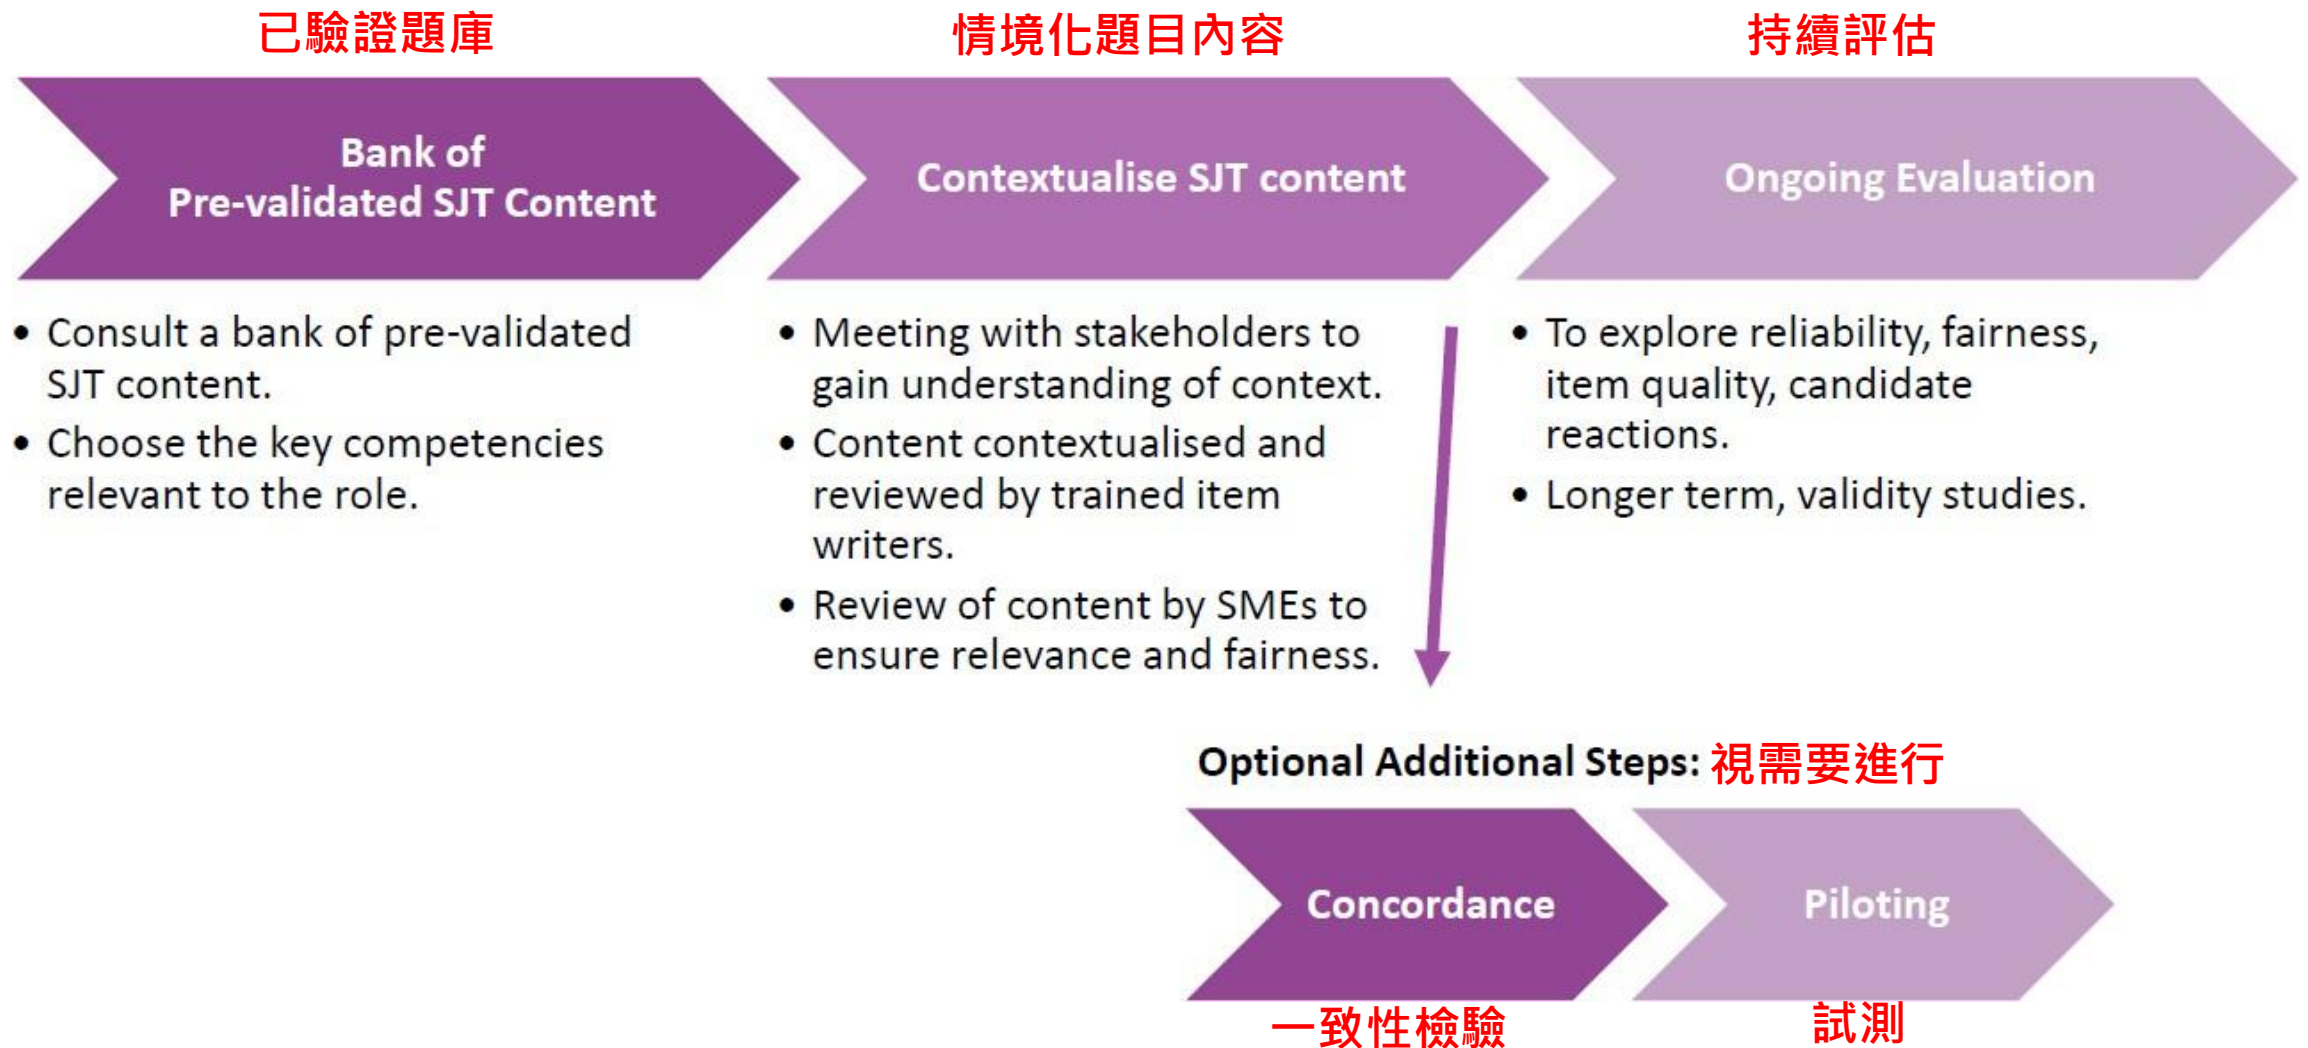 已驗證題庫
情境化題目內容
持續評估
Bank of
Pre-validated SJT Content
Contextualise SJT content
Ongoing Evaluation
• Consult a bank of pre-validated
SJT content.
• Choose the key competencies
relevant to the role.
• Meeting with stakeholders to
gain understanding of context.
• Content contextualised and
reviewed by trained item
writers.
• Review of content by SMEs to
ensure relevance and fairness.
• To explore reliability, fairness,
item quality, candidate
reactions.
• Longer term, validity studies.
Optional Additional Steps: 視需要進行
Concordance
Piloting
一致性檢驗
試測